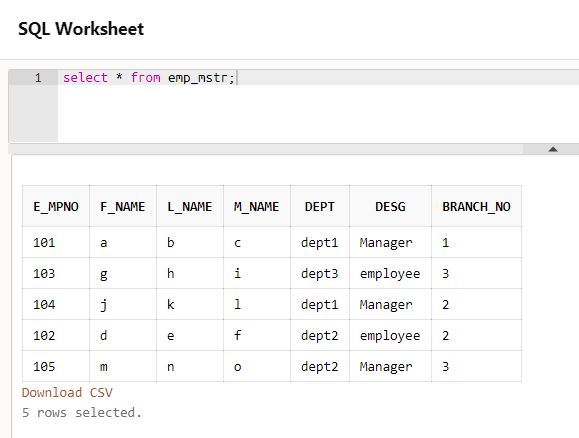 SQL Worksheet
1 select * from emp_mstr;
E_MPNO F_NAME L_NAME M_NAME DEPT DESG BRANCH_NO
101 a b c dept1 Manager 1
103 g h i dept3 employee 3
104 j k l dept1 Manager 2
102 d e f dept2 employee 2
105 m n o dept2 Manager 3
Download CSV
5 rows selected.